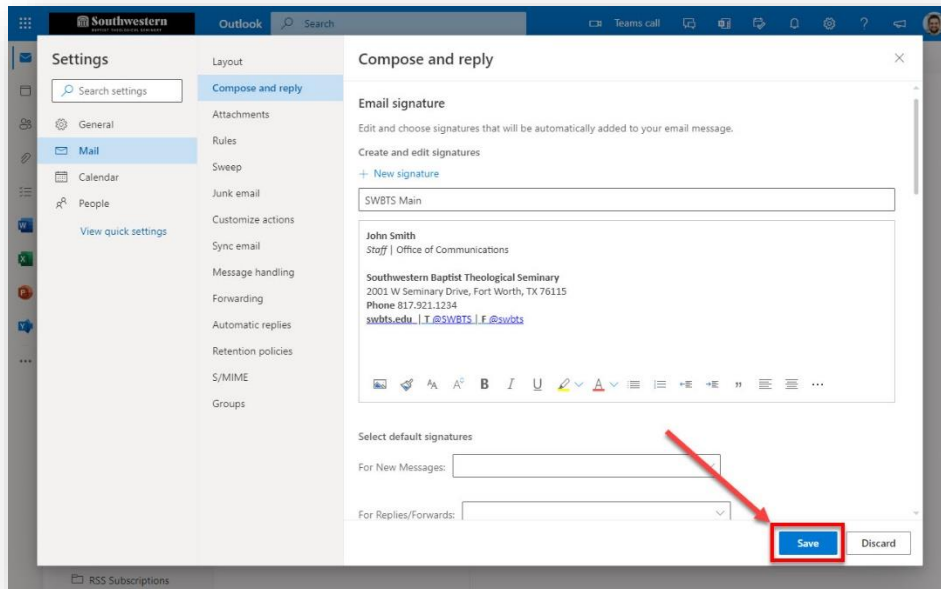 Southwestern
BAPTIST THEOLOGICAL SEMINARY
Outlook
Search
Teams call
Settings
Search settings
General
Mail
Calendar
People
View quick settings
Layout
Compose and reply
Attachments
Rules
Sweep
Junk email
Customize actions
Sync email
Message handling
Forwarding
Automatic replies
Retention policies
S/MIME
Groups
Compose and reply
Email signature
Edit and choose signatures that will be automatically added to your email message.
Create and edit signatures
+ New signature
SWBTS Main
John Smith
Staff | Office of Communications
Southwestern Baptist Theological Seminary
2001 W Seminary Drive, Fort Worth, TX 76115
Phone 817.921.1234
swbts.edu | T @SWBTS | F @swbts
Select default signatures
For New Messages:
For Replies/Forwards:
Save
Discard
RSS Subscriptions